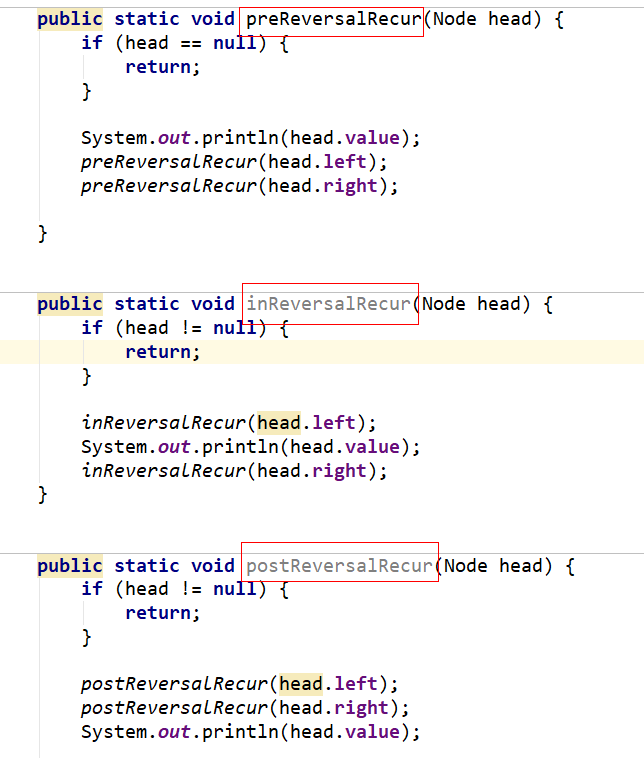 public static void preReversalRecur(Node head) {
if (head == null) {
return;
}
System.out.println(head.value);
preReversalRecur(head.left);
preReversalRecur(head.right);
}
public static void inReversalRecur(Node head) {
if (head != null) {
return;
}
inReversalRecur(head.left);
System.out.println(head.value);
inReversalRecur(head.right);
}
public static void postReversalRecur(Node head) {
if (head != null) {
return;
}
postReversalRecur(head.left);
postReversalRecur(head.right);
System.out.println(head.value);